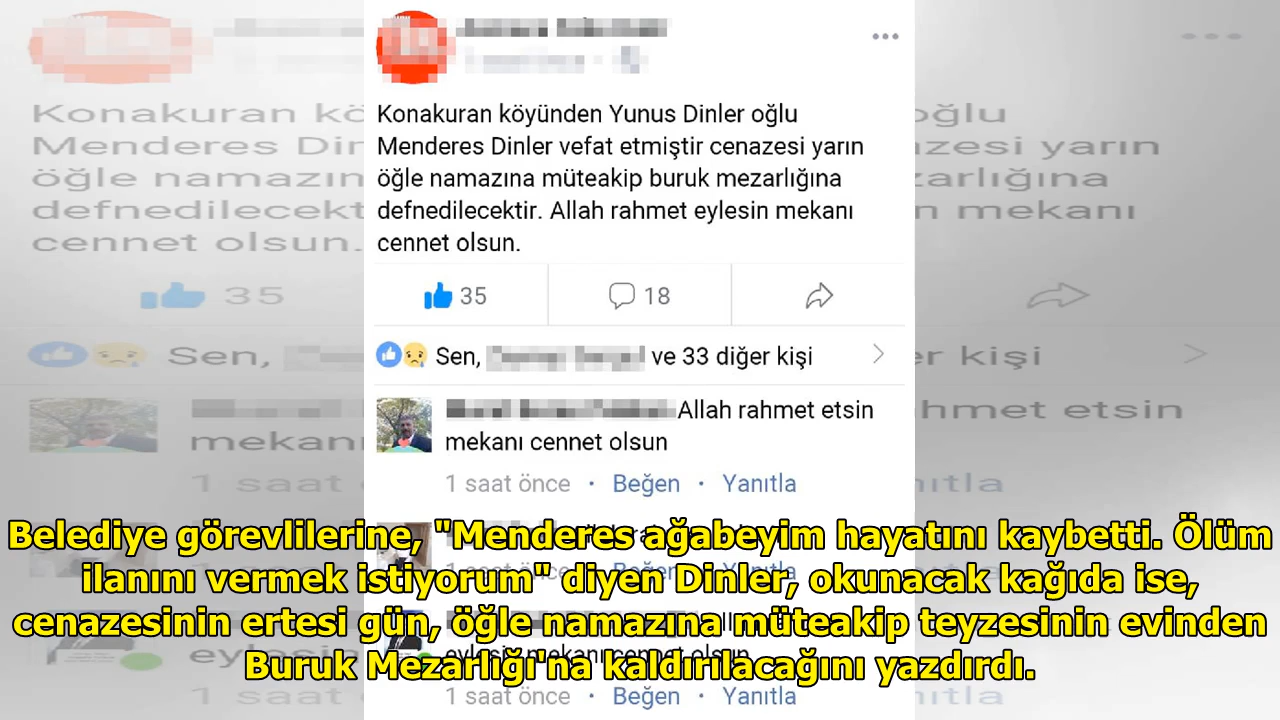 Konakuran köyünden Yunus Dinler oğlu
Menderes Dinler vefat etmiştir cenazesi yarın
öğle namazına müteakip buruk mezarlığına
defnedilecektir. Allah rahmet eylesin mekanı
cennet olsun.
35
18
Sen,
ve 33 diğer kişi
Allah rahmet etsin
mekanı cennet olsun
1 saat önce · Beğen · Yanıtla
Belediye görevlilerine, "Menderes ağabeyim hayatını kaybetti. Ölüm
ilanını vermek istiyorum" diyen Dinler, okunacak kağıda ise,
cenazesinin ertesi gün, öğle namazına müteakip teyzesinin evinden
Buruk Mezarlığı'na kaldırılacağını yazdırdı.
1 saat önce · Beğen · Yanıtla